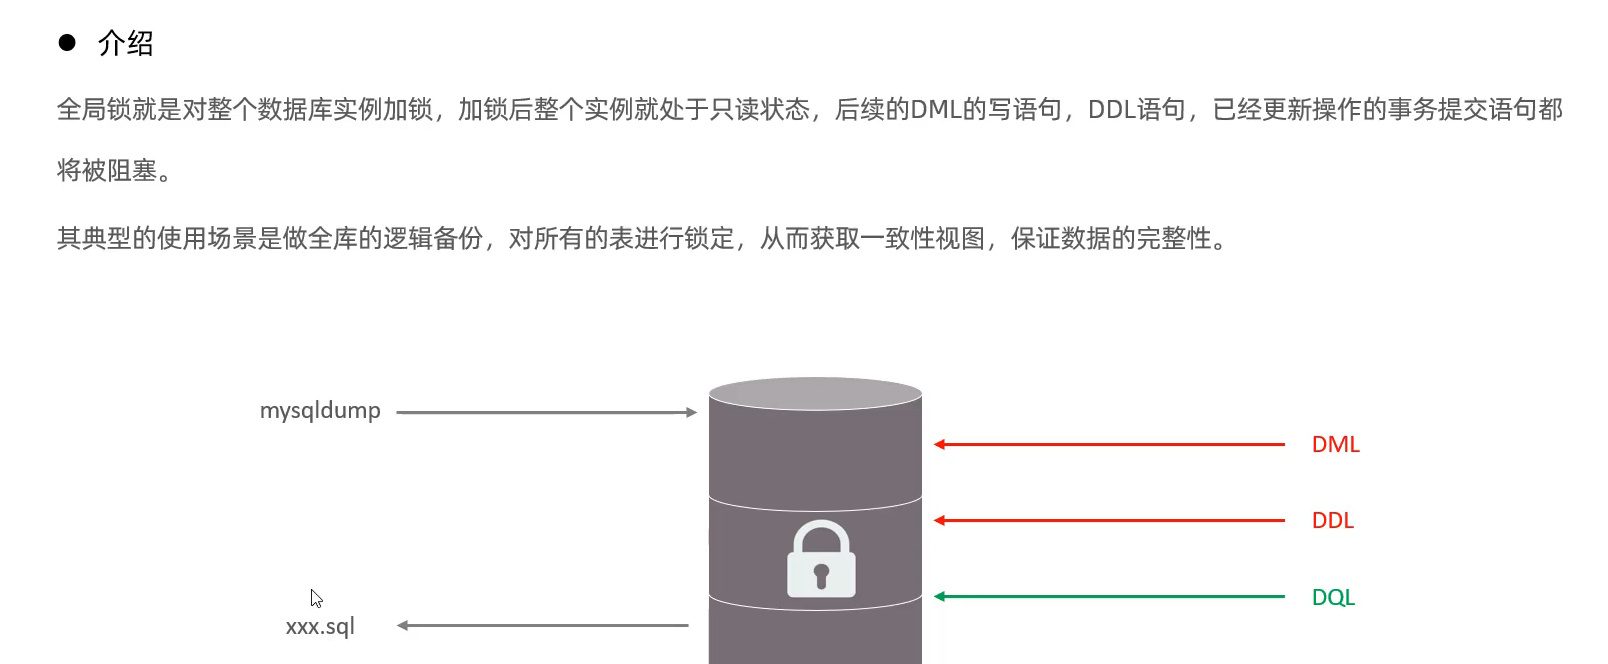 介绍
全局锁就是对整个数据库实例加锁，加锁后整个实例就处于只读状态，后续的DML的写语句，DDL语句，已经更新操作的事务提交语句都
将被阻塞。
其典型的使用场景是做全库的逻辑备份，对所有的表进行锁定，从而获取一致性视图，保证数据的完整性。
mysqldump
DML
DDL
DQL
xxx.sql